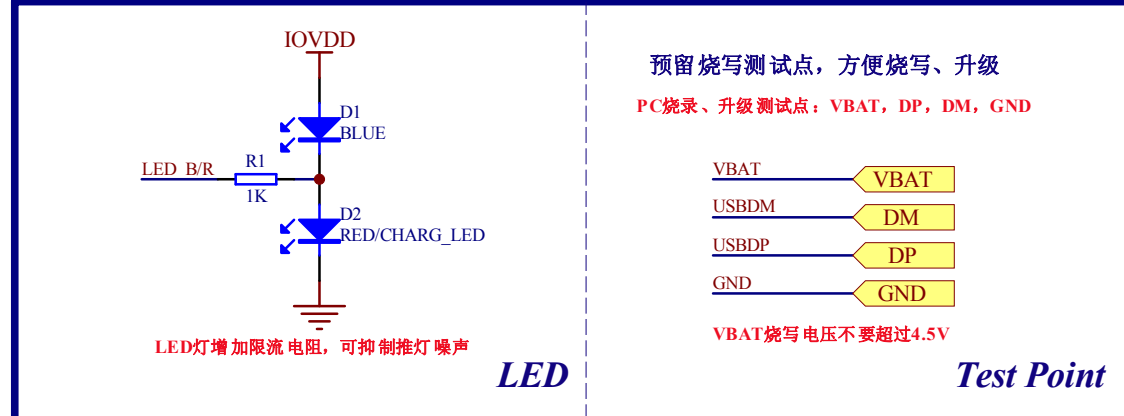 IOVDD
D1
BLUE
LED_B/R
R1
1K
D2
RED/CHARG_LED
LED灯增加限流电阻，可抑制推灯噪声
LED
预留烧写测试点，方便烧写、升级
PC烧录、升级测试点：VBAT，DP，DM，GND
VBAT
VBAT
USBDM
DM
USBDP
DP
GND
GND
VBAT烧写电压不要超过4.5V
Test Point